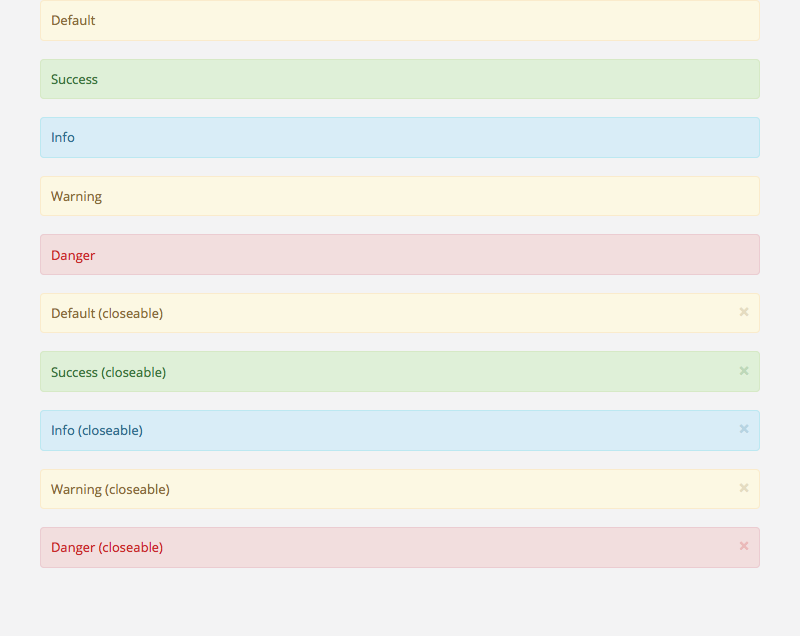 Default
Success
Info
Warning
Danger
Default (closeable)
Success (closeable)
Info (closeable)
Warning (closeable)
Danger (closeable)